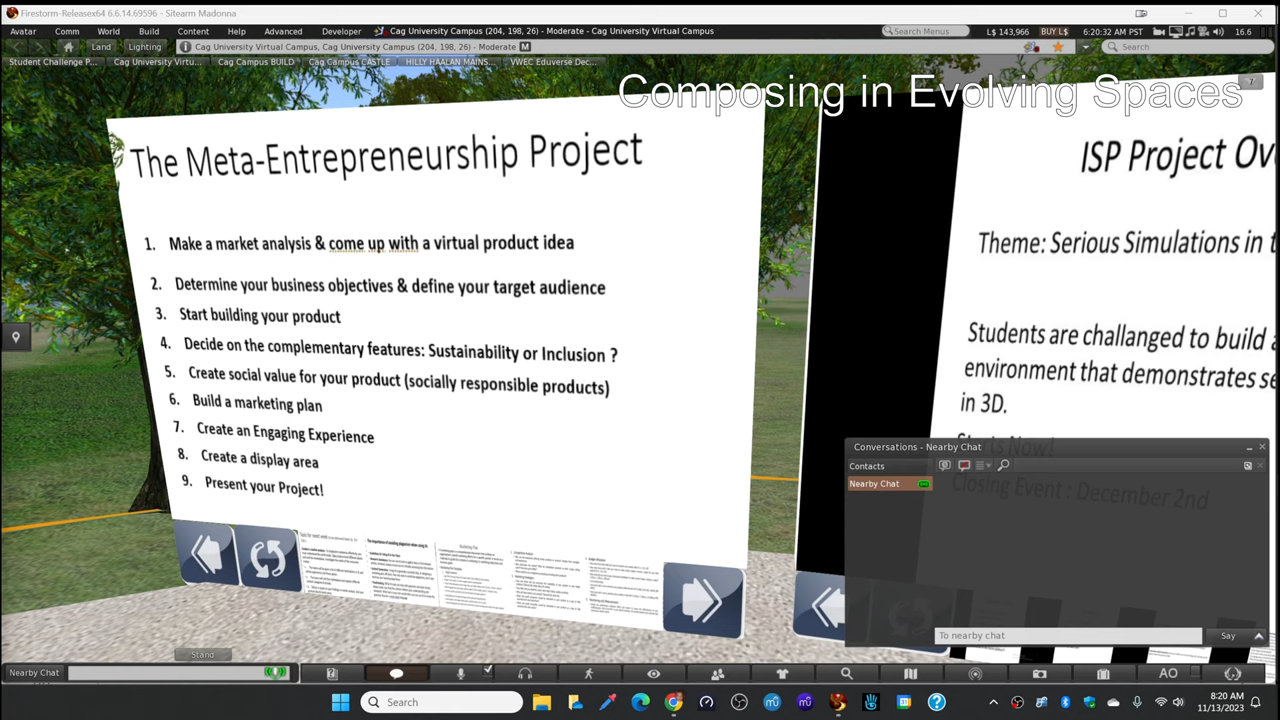 Firestorm-Releasex64 6.6.14.69596 - Sitearm Madonna
Avatar Comm World Build Content Help Advanced Developer Cag University Campus (204, 198, 26) - Moderate - Cag University Virtual Campus Search Menus L$ 143,966 BUY L$ 6:20:32 AM PST 16.6
Land Lighting Cag University Virtual Campus, Cag University Campus (204, 198, 26) - Moderate M Search
Student Challenge P... Cag University Virtu... Cag Campus BUILD Cag Campus CASTLE HILLY HAALAN MAINS... VWEC Eduverse Dec...
Composing in Evolving Spaces
7
The Meta-Entrepreneurship Project
1. Make a market analysis & come up with a virtual product idea
2. Determine your business objectives & define your target audience
3. Start building your product
4. Decide on the complementary features: Sustainability or Inclusion ?
5. Create social value for your product (socially responsible products)
6. Build a marketing plan
7. Create an Engaging Experience
8. Create a display area
9. Present your Project!
ISP Project Ov
Theme: Serious Simulations in t
Students are challanged to build a
environment that demonstrates se
in 3D.
Starts Now!
Closing Event : December 2nd
Conversations - Nearby Chat
Contacts
Nearby Chat
To nearby chat Say
Stand
Nearby Chat
AO
Search
8:20 AM
11/13/2023